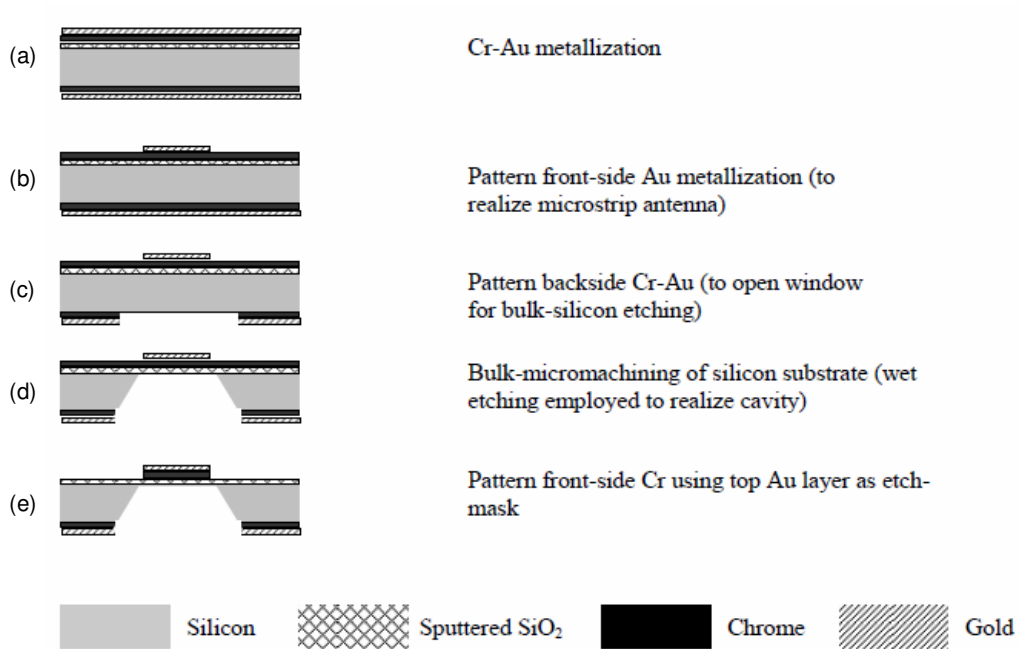 (a)
Cr-Au metallization
(b)
Pattern front-side Au metallization (to
realize microstrip antenna)
(c)
Pattern backside Cr-Au (to open window
for bulk-silicon etching)
(d)
Bulk-micromachining of silicon substrate (wet
etching employed to realize cavity)
(e)
Pattern front-side Cr using top Au layer as etch-
mask
Silicon Sputtered SiO₂ Chrome Gold